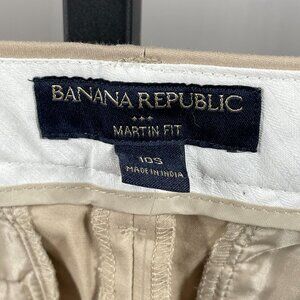 BANANA REPUBLIC
MARTIN FIT
10S
MADE IN INDIA